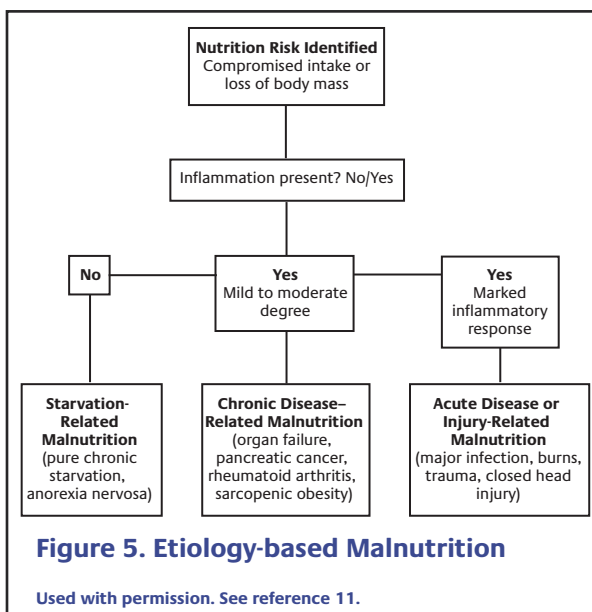 Nutrition Risk Identified
Compromised intake or
loss of body mass
Inflammation present? No/Yes
No
Yes
Mild to moderate
degree
Yes
Marked
inflammatory
response
Starvation-
Related
Malnutrition
(pure chronic
starvation,
anorexia nervosa)
Chronic Disease–
Related Malnutrition
(organ failure,
pancreatic cancer,
rheumatoid arthritis,
sarcopenic obesity)
Acute Disease or
Injury-Related
Malnutrition
(major infection, burns,
trauma, closed head
injury)
Figure 5. Etiology-based Malnutrition
Used with permission. See reference 11.